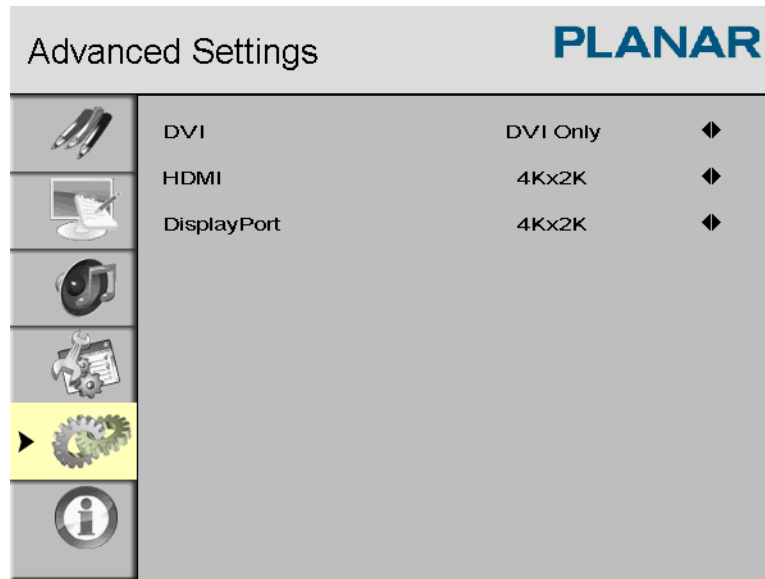 Advanced Settings
PLANAR
DVI DVI Only
HDMI 4Kx2K
DisplayPort 4Kx2K